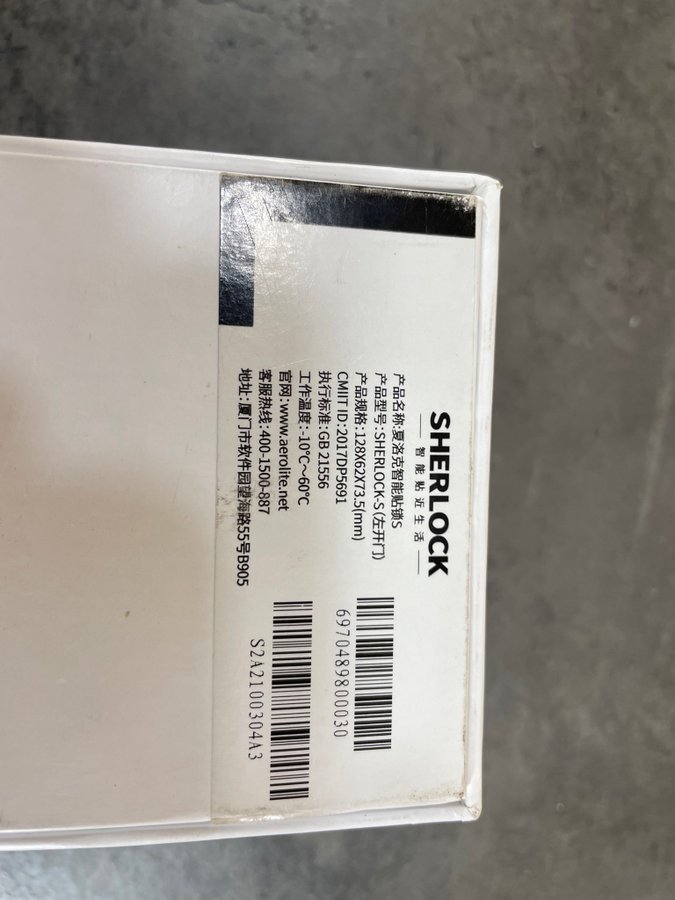 SHERLOCK
智能贴近生活
产品名称:夏洛克智能贴锁S
产品型号:SHERLOCK-S(左开门)
产品规格:128X62X73.5(mm)
CMIIT ID:2017DP5691
执行标准:GB 21556
工作温度:-10℃～60℃
官网:www.aerolite.net
客服热线:400-1500-887
地址:厦门市软件园望海路55号B905
6970489800030
S2A2100304A3